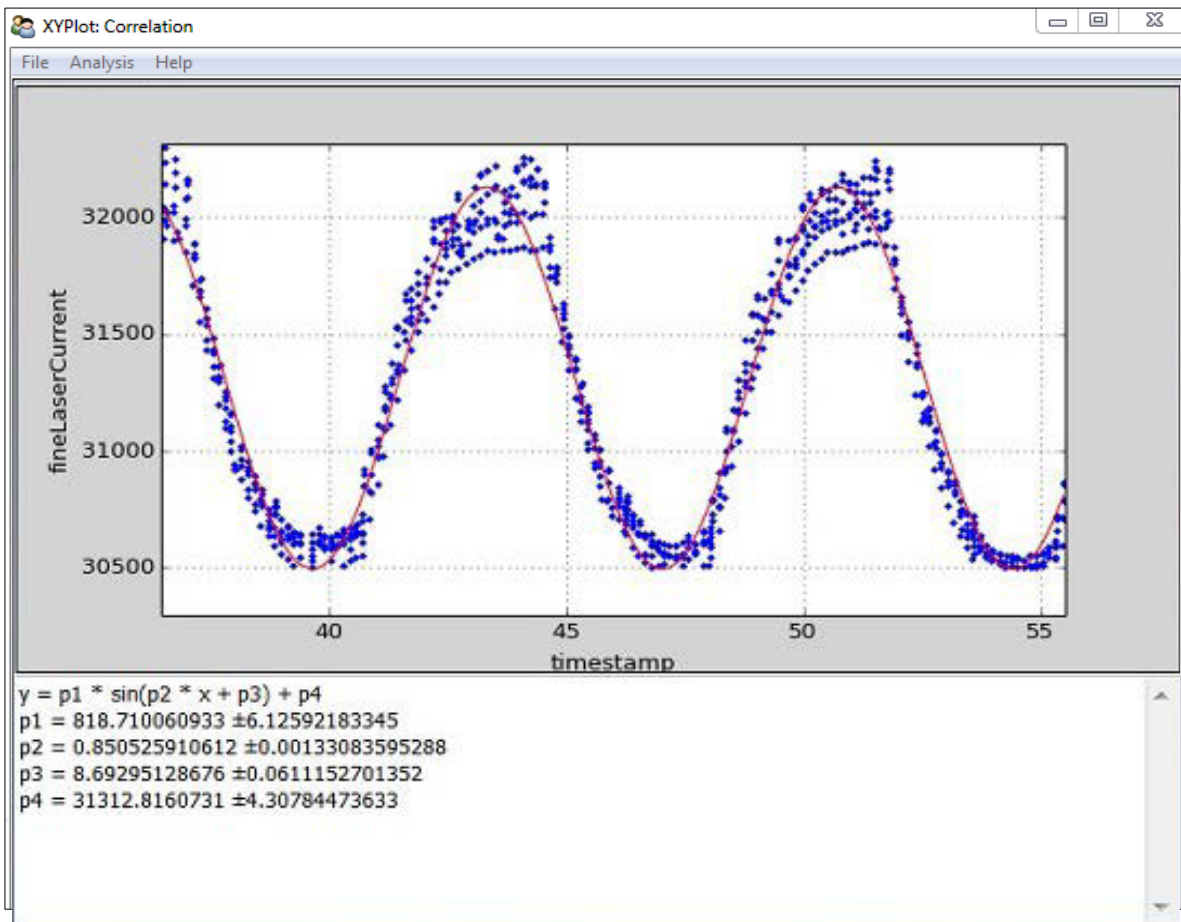 XYPlot: Correlation
File Analysis Help
32000
31500
31000
30500
fineLaserCurrent
40 45 50 55
timestamp
y = p1 * sin(p2 * x + p3) + p4
p1 = 818.710060933 ±6.12592183345
p2 = 0.850525910612 ±0.00133083595288
p3 = 8.69295128676 ±0.0611152701352
p4 = 31312.8160731 ±4.30784473633